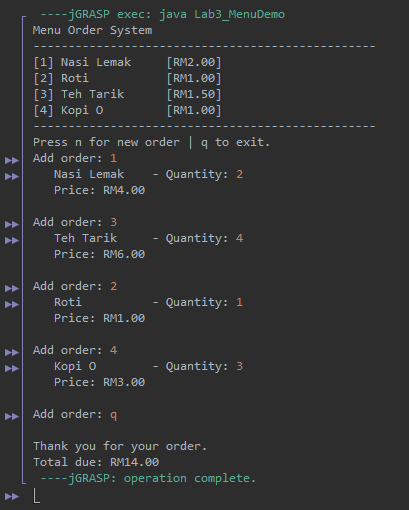 ----jGRASP exec: java Lab3_MenuDemo
Menu Order System
-------------------------------------------------
[1] Nasi Lemak     [RM2.00]
[2] Roti           [RM1.00]
[3] Teh Tarik      [RM1.50]
[4] Kopi O         [RM1.00]
-------------------------------------------------
Press n for new order | q to exit.
Add order: 1
   Nasi Lemak    - Quantity: 2
   Price: RM4.00

Add order: 3
   Teh Tarik     - Quantity: 4
   Price: RM6.00

Add order: 2
   Roti          - Quantity: 1
   Price: RM1.00

Add order: 4
   Kopi O        - Quantity: 3
   Price: RM3.00

Add order: q

Thank you for your order.
Total due: RM14.00
----jGRASP: operation complete.